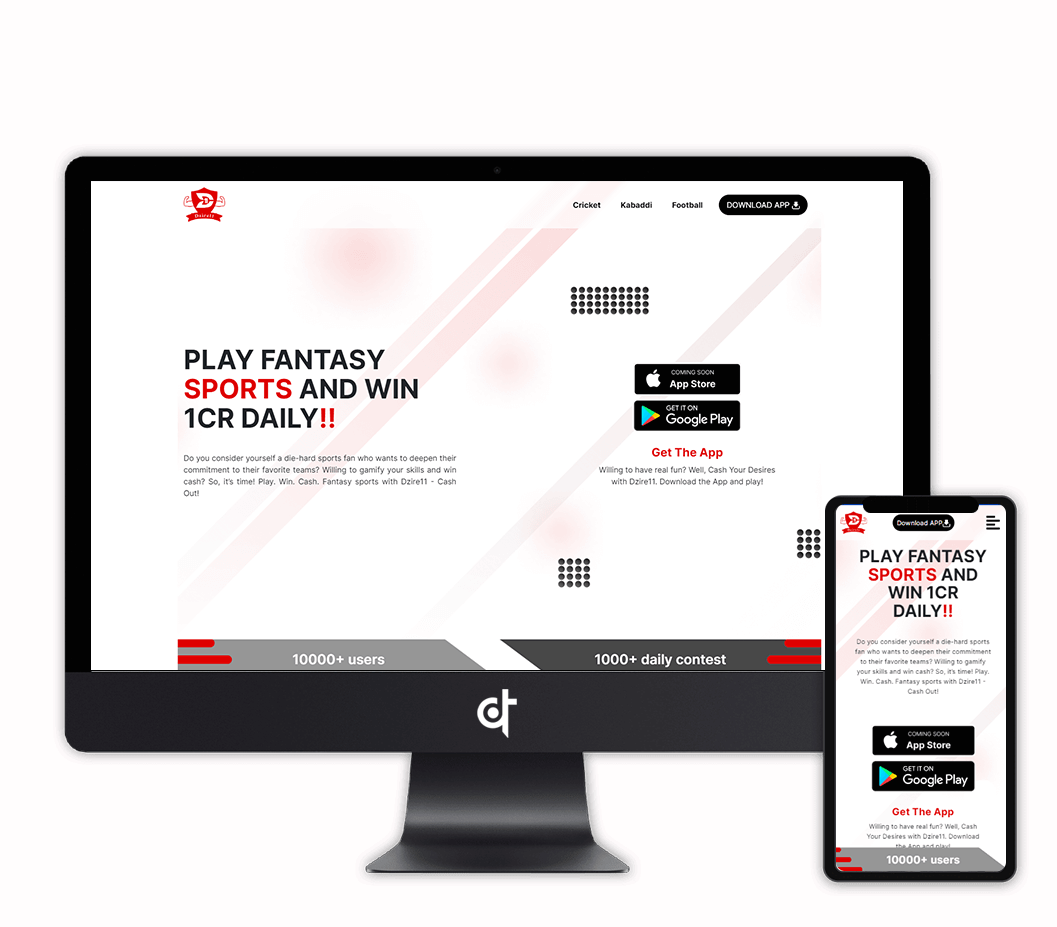 Dzire11
Cricket Kabaddi Football DOWNLOAD APP
PLAY FANTASY
SPORTS AND WIN
1CR DAILY!!
Do you consider yourself a die-hard sports fan who wants to deepen their
commitment to their favorite teams? Willing to gamify your skills and win
cash? So, it's time! Play. Win. Cash. Fantasy sports with Dzire11 - Cash
Out!
COMING SOON
App Store
GET IT ON
Google Play
Get The App
Willing to have real fun? Well, Cash Your Desires
with Dzire11. Download the App and play!
10000+ users
1000+ daily contest
Download APP
PLAY FANTASY
SPORTS AND
WIN 1CR
DAILY!!
Do you consider yourself a die-hard sports
fan who wants to deepen their commitment
to their favorite teams? Willing to gamify
your skills and win cash? So, it's time! Play.
Win. Cash. Fantasy sports with Dzire11 -
Cash Out!
COMING SOON
App Store
GET IT ON
Google Play
Get The App
Willing to have real fun? Well, Cash
Your Desires with Dzire11. Download
the App and play!
10000+ users